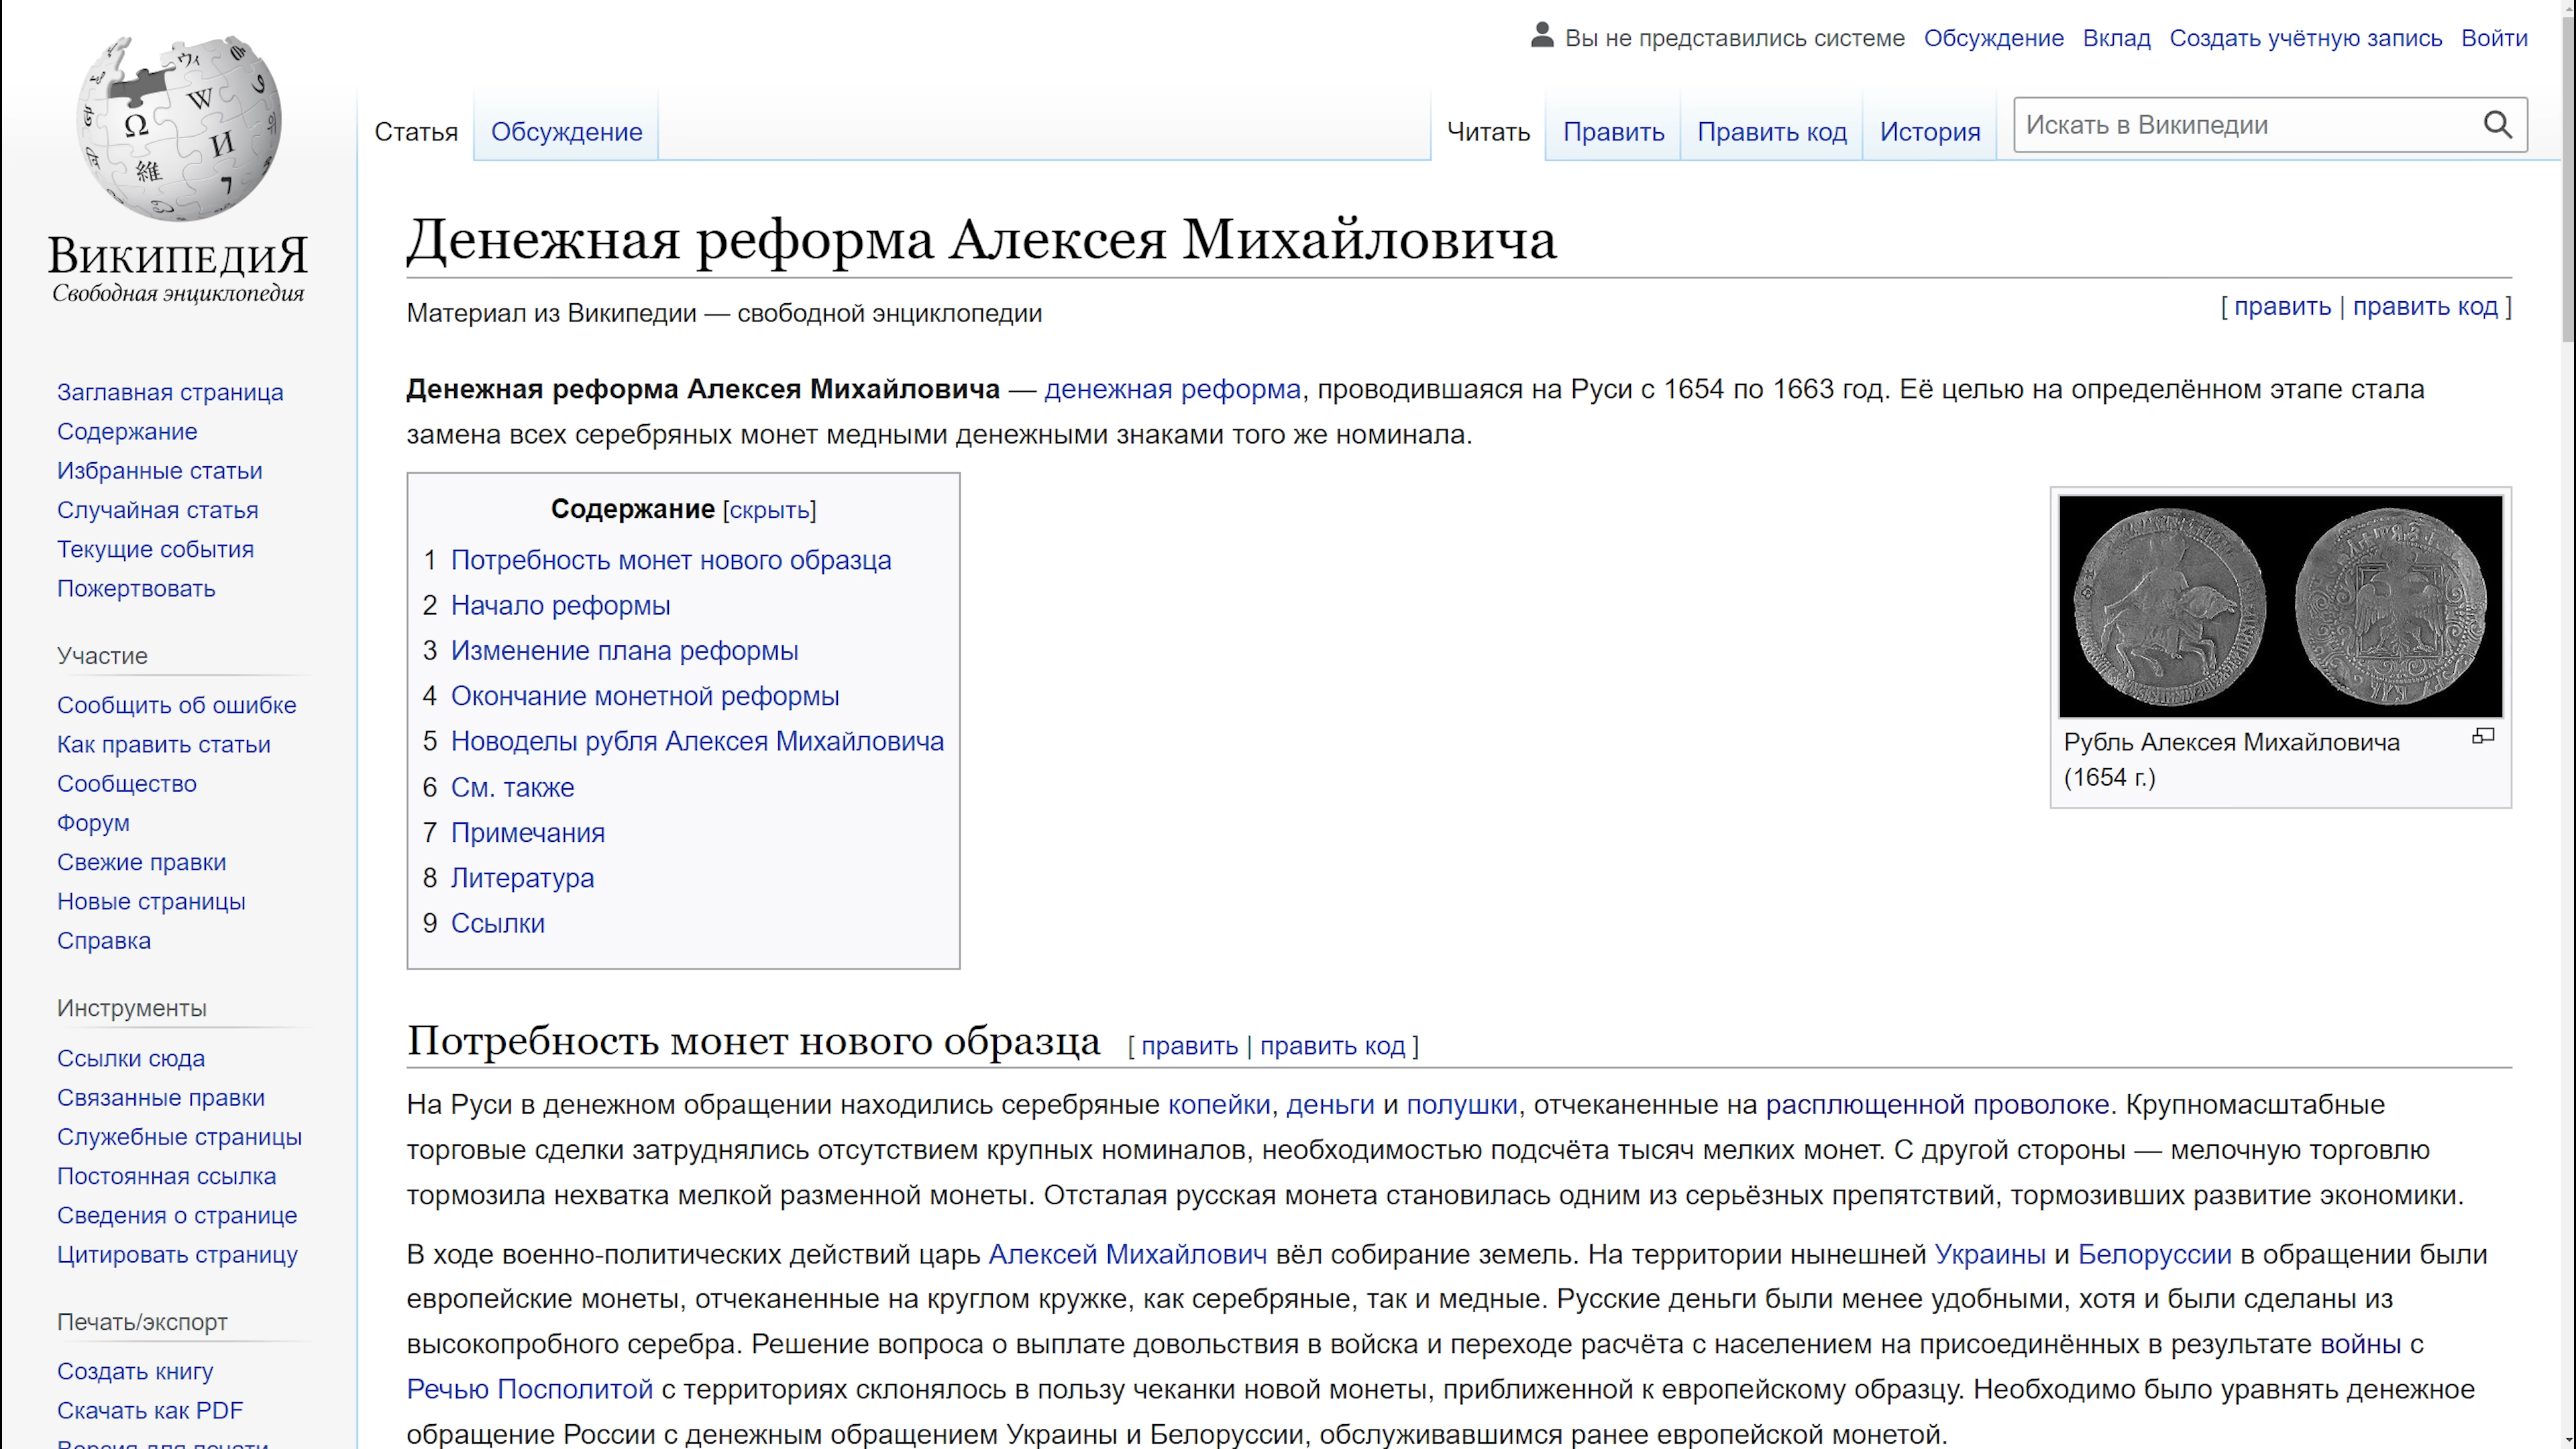 Вы не представились системе Обсуждение Вклад Создать учётную запись Войти
Статья Обсуждение Читать Править Править код История Искать в Википедии
ВИКИПЕДИЯ
Свободная энциклопедия
Заглавная страница
Содержание
Избранные статьи
Случайная статья
Текущие события
Пожертвовать
Участие
Сообщить об ошибке
Как править статьи
Сообщество
Форум
Свежие правки
Новые страницы
Справка
Инструменты
Ссылки сюда
Связанные правки
Служебные страницы
Постоянная ссылка
Сведения о странице
Цитировать страницу
Печать/экспорт
Создать книгу
Скачать как PDF
Версия для печати
Денежная реформа Алексея Михайловича
Материал из Википедии — свободной энциклопедии
[ править | править код ]
Денежная реформа Алексея Михайловича — денежная реформа, проводившаяся на Руси с 1654 по 1663 год. Её целью на определённом этапе стала
замена всех серебряных монет медными денежными знаками того же номинала.
Содержание [скрыть]
1 Потребность монет нового образца
2 Начало реформы
3 Изменение плана реформы
4 Окончание монетной реформы
5 Новоделы рубля Алексея Михайловича
6 См. также
7 Примечания
8 Литература
9 Ссылки
Рубль Алексея Михайловича
(1654 г.)
Потребность монет нового образца [ править | править код ]
На Руси в денежном обращении находились серебряные копейки, деньги и полушки, отчеканенные на расплющенной проволоке. Крупномасштабные
торговые сделки затруднялись отсутствием крупных номиналов, необходимостью подсчёта тысяч мелких монет. С другой стороны — мелочную торговлю
тормозила нехватка мелкой разменной монеты. Отсталая русская монета становилась одним из серьёзных препятствий, тормозивших развитие экономики.
В ходе военно-политических действий царь Алексей Михайлович вёл собирание земель. На территории нынешней Украины и Белоруссии в обращении были
европейские монеты, отчеканенные на круглом кружке, как серебряные, так и медные. Русские деньги были менее удобными, хотя и были сделаны из
высокопробного серебра. Решение вопроса о выплате довольствия в войска и переходе расчёта с населением на присоединённых в результате войны с
Речью Посполитой с территориях склонялось в пользу чеканки новой монеты, приближенной к европейскому образцу. Необходимо было уравнять денежное
обращение России с денежным обращением Украины и Белоруссии, обслуживавшимся ранее европейской монетой.